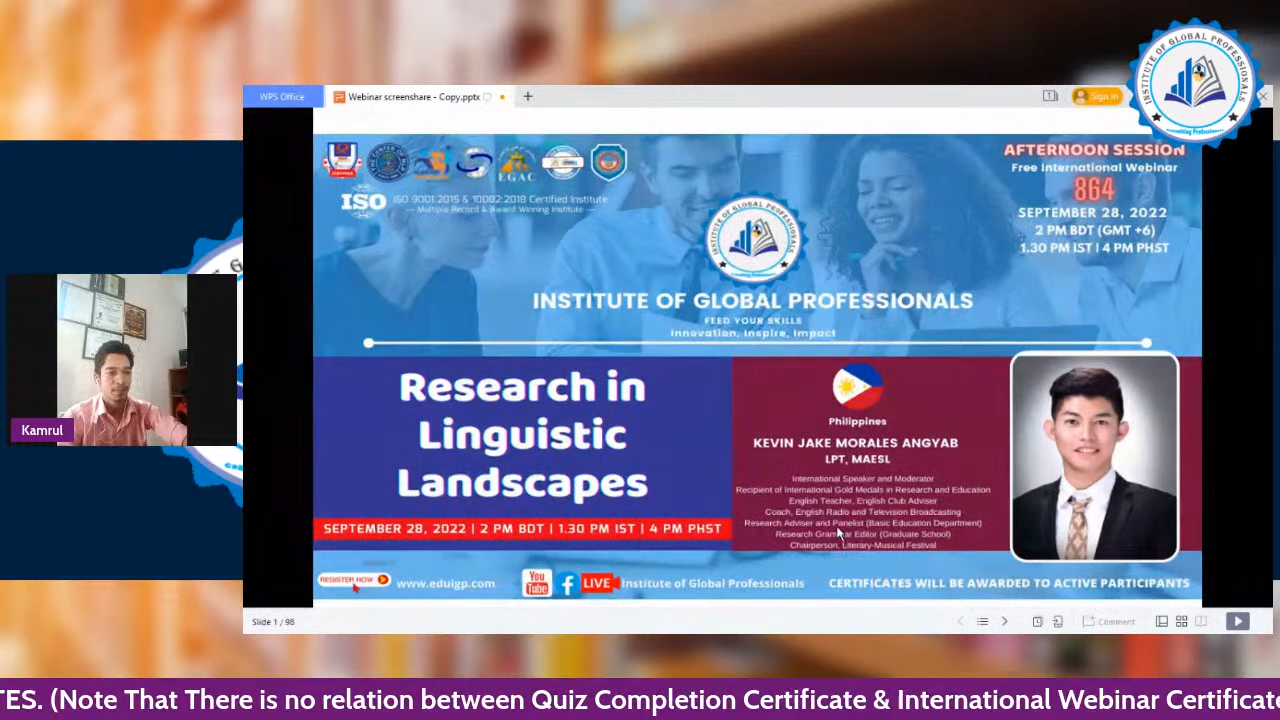 INSTITUTE OF GLOBAL PROFESSIONALS
WPS Office
Webinar screenshare - Copy.pptx
Sign in
EGAC
ISO
ISO 9001:2015 & 10002:2018 Certified Institute
— Multiple Record & Award Winning Institute —
AFTERNOON SESSION
Free International Webinar
864
SEPTEMBER 28, 2022
2 PM BDT (GMT +6)
1.30 PM IST | 4 PM PHST
INSTITUTE OF GLOBAL PROFESSIONALS
INSTITUTE OF GLOBAL PROFESSIONALS
FEED YOUR SKILLS
Innovation, Inspire, Impact
Research in
Linguistic
Landscapes
SEPTEMBER 28, 2022 | 2 PM BDT | 1.30 PM IST | 4 PM PHST
Philippines
KEVIN JAKE MORALES ANGYAB
LPT, MAESL
International Speaker and Moderator
Recipient of International Gold Medals in Research and Education
English Teacher, English Club Adviser
Coach, English Radio and Television Broadcasting
Research Adviser and Panelist (Basic Education Department)
Research Grammar Editor (Graduate School)
Chairperson, Literary-Musical Festival
Kamrul
REGISTER NOW
www.eduigp.com
You Tube
LIVE
Institute of Global Professionals
CERTIFICATES WILL BE AWARDED TO ACTIVE PARTICIPANTS
Slide 1 / 98
Comment
TES. (Note That There is no relation between Quiz Completion Certificate & International Webinar Certificate